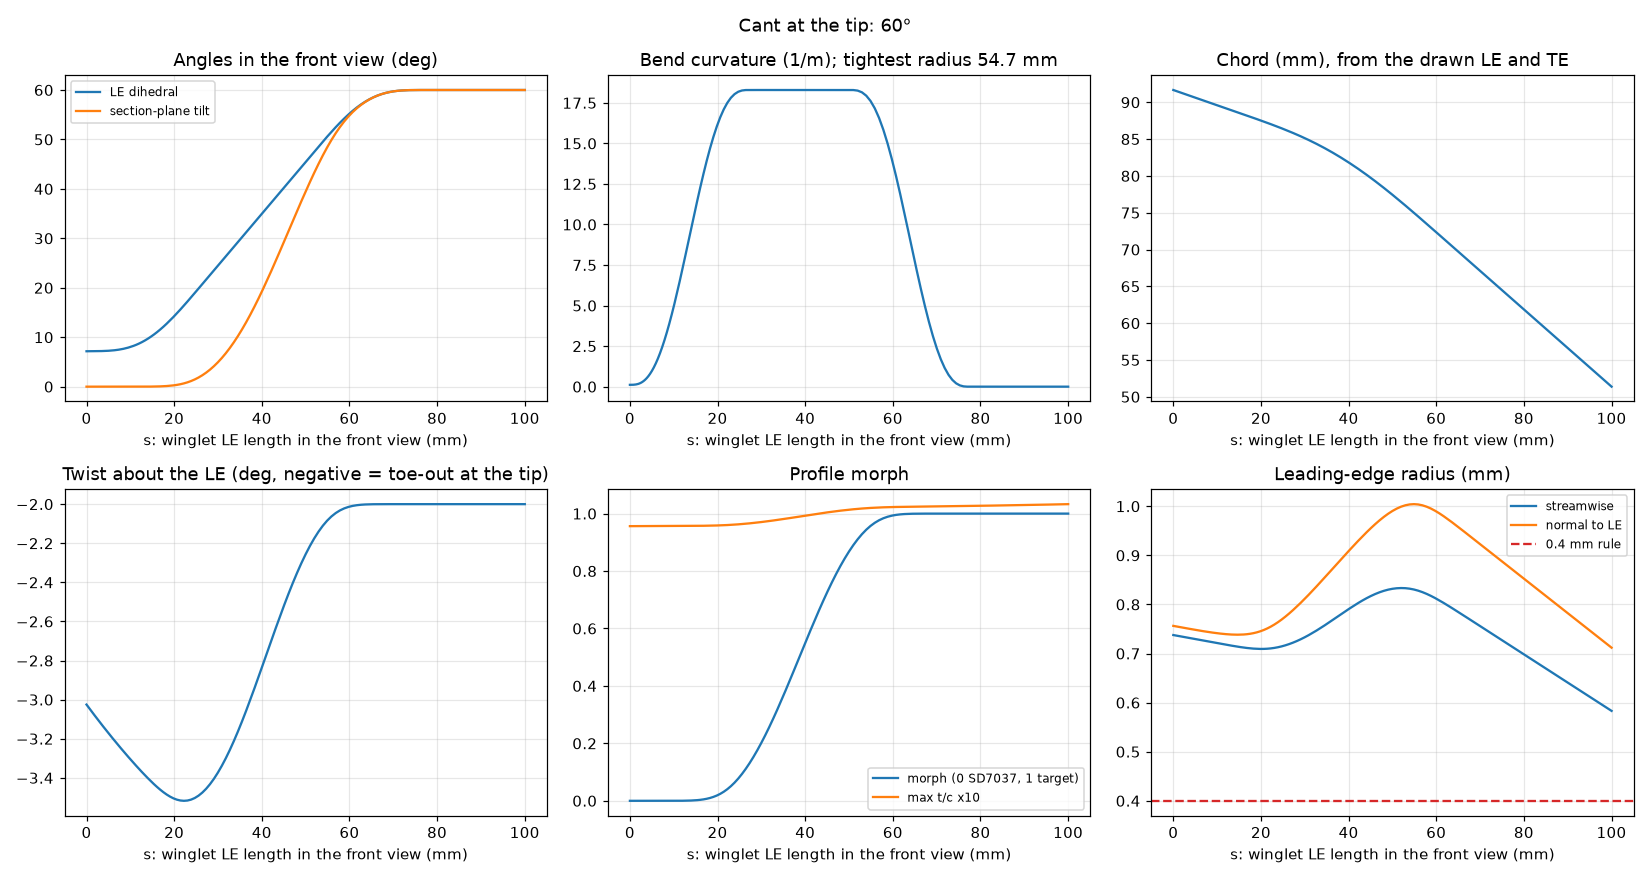 Cant at the tip: 60°
Angles in the front view (deg)
60
50
40
30
20
10
0
LE dihedral
section-plane tilt
0 20 40 60 80 100
s: winglet LE length in the front view (mm)
Bend curvature (1/m); tightest radius 54.7 mm
17.5
15.0
12.5
10.0
7.5
5.0
2.5
0.0
0 20 40 60 80 100
s: winglet LE length in the front view (mm)
Chord (mm), from the drawn LE and TE
90
85
80
75
70
65
60
55
50
0 20 40 60 80 100
s: winglet LE length in the front view (mm)
Twist about the LE (deg, negative = toe-out at the tip)
−2.0
−2.2
−2.4
−2.6
−2.8
−3.0
−3.2
−3.4
0 20 40 60 80 100
s: winglet LE length in the front view (mm)
Profile morph
1.0
0.8
0.6
0.4
0.2
0.0
morph (0 SD7037, 1 target)
max t/c x10
0 20 40 60 80 100
s: winglet LE length in the front view (mm)
Leading-edge radius (mm)
1.0
0.9
0.8
0.7
0.6
0.5
0.4
streamwise
normal to LE
0.4 mm rule
0 20 40 60 80 100
s: winglet LE length in the front view (mm)